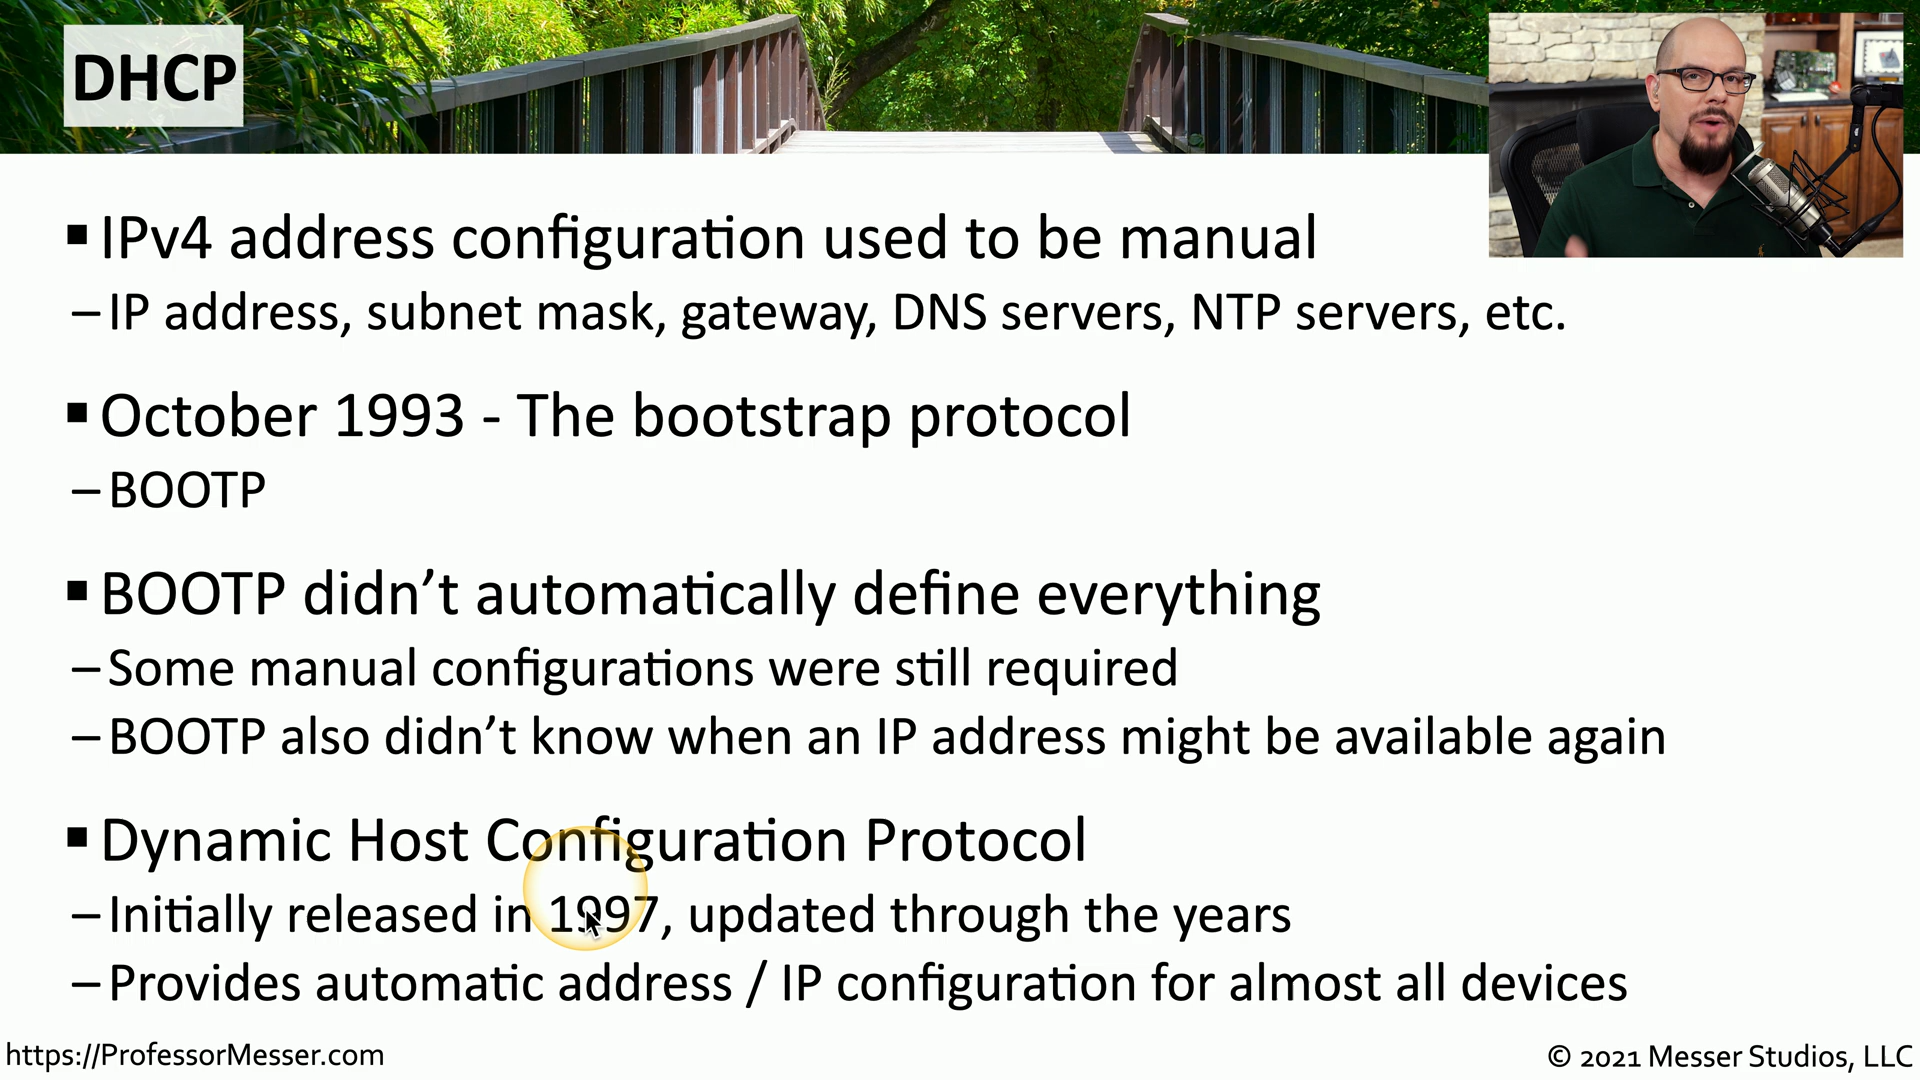 DHCP
▪ IPv4 address configuration used to be manual
– IP address, subnet mask, gateway, DNS servers, NTP servers, etc.
▪ October 1993 - The bootstrap protocol
– BOOTP
▪ BOOTP didn’t automatically define everything
– Some manual configurations were still required
– BOOTP also didn’t know when an IP address might be available again
▪ Dynamic Host Configuration Protocol
– Initially released in 1997, updated through the years
– Provides automatic address / IP configuration for almost all devices
https://ProfessorMesser.com
© 2021 Messer Studios, LLC